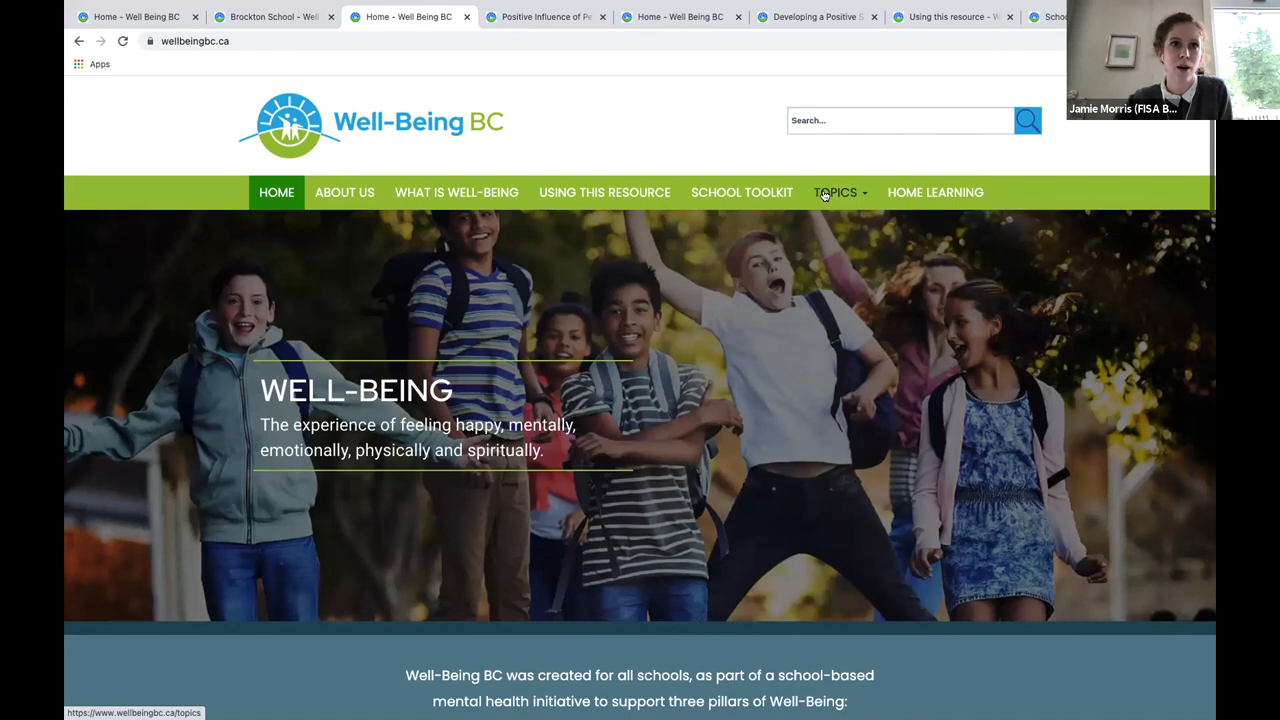 Home - Well Being BC
Brockton School - Well
Home - Well Being BC
Positive Influence of Pe
Home - Well Being BC
Developing a Positive S
Using this resource - W
Schoo
wellbeingbc.ca
Apps
Jamie Morris (FISA B...
Well-Being BC
Search...
HOME
ABOUT US
WHAT IS WELL-BEING
USING THIS RESOURCE
SCHOOL TOOLKIT
TOPICS
HOME LEARNING
WELL-BEING
The experience of feeling happy, mentally,
emotionally, physically and spiritually.
Well-Being BC was created for all schools, as part of a school-based
mental health initiative to support three pillars of Well-Being:
https://www.wellbeingbc.ca/topics